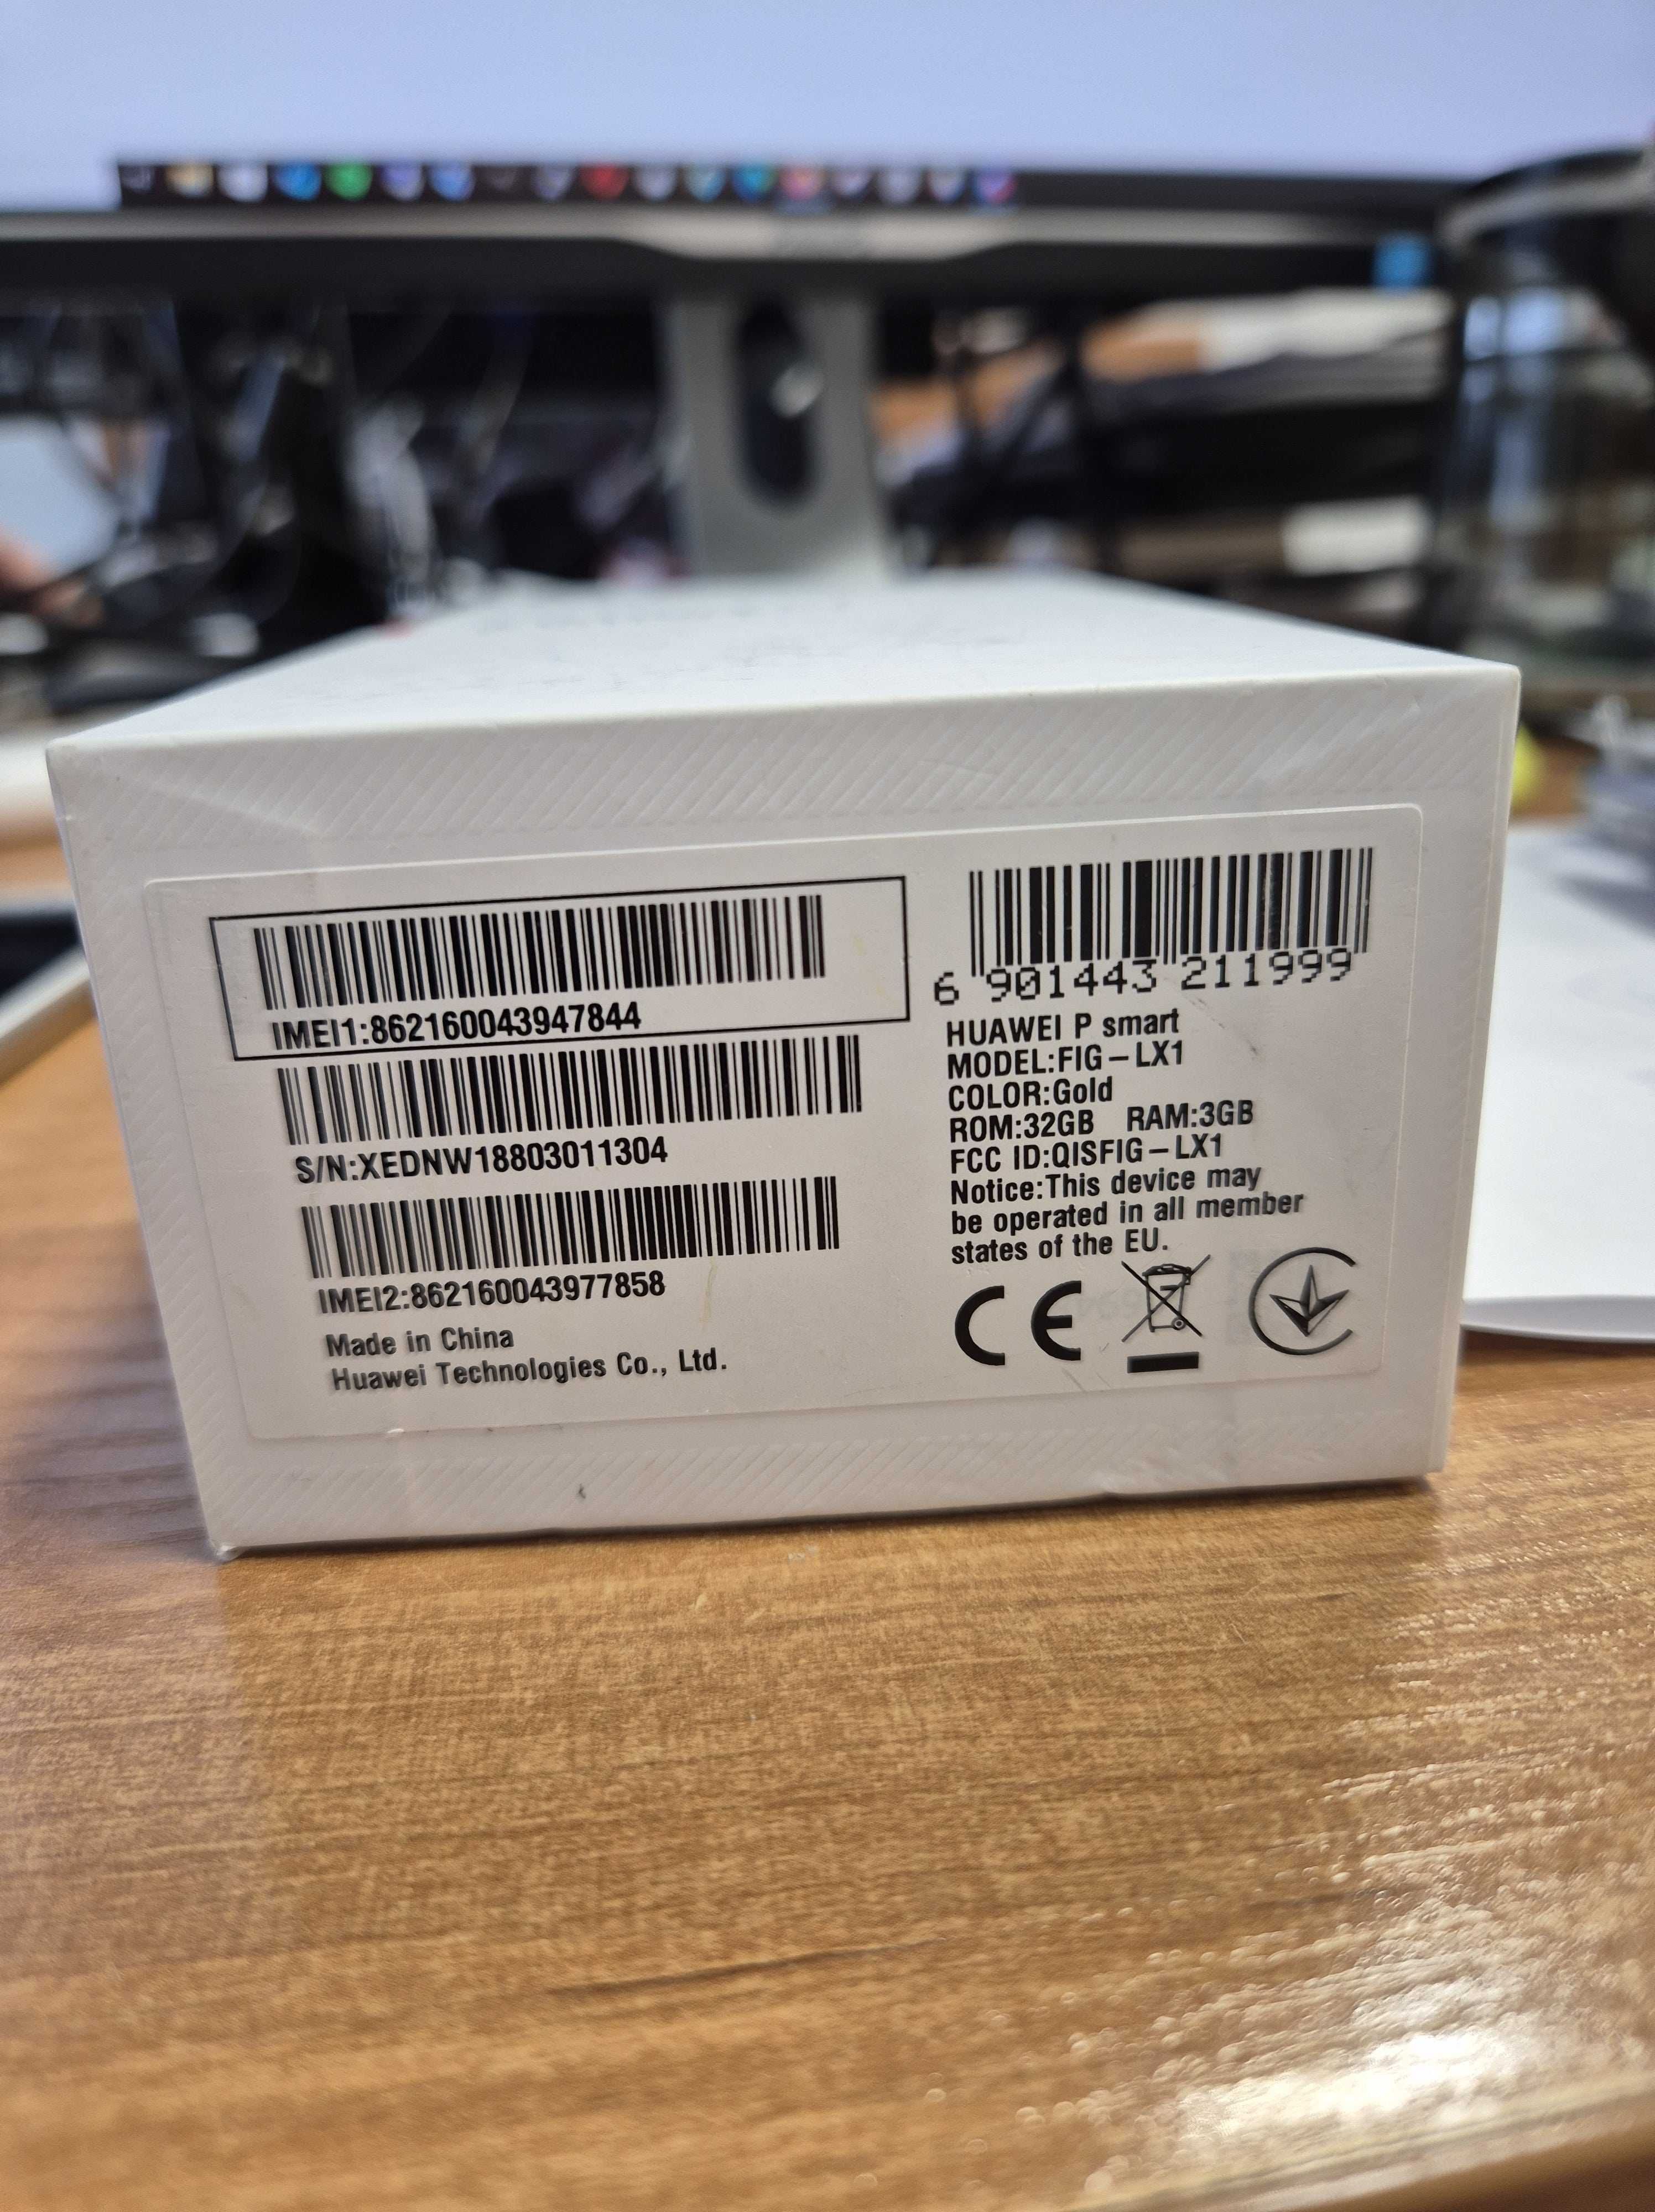 IMEI1:862160043947844
S/N:XEDNW18803011304
IMEI2:862160043977858
Made in China
Huawei Technologies Co., Ltd.
6 901443 211999
HUAWEI P smart
MODEL:FIG-LX1
COLOR:Gold
ROM:32GB RAM:3GB
FCC ID:QISFIG-LX1
Notice:This device may
be operated in all member
states of the EU.
CE